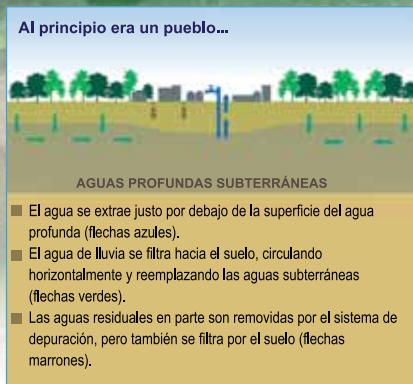 Al principio era un pueblo...
AGUAS PROFUNDAS SUBTERRÁNEAS
El agua se extrae justo por debajo de la superficie del agua
profunda (flechas azules).
El agua de lluvia se filtra hacia el suelo, circulando
horizontalmente y reemplazando las aguas subterráneas
(flechas verdes).
Las aguas residuales en parte son removidas por el sistema de
depuración, pero también se filtra por el suelo (flechas
marrones).